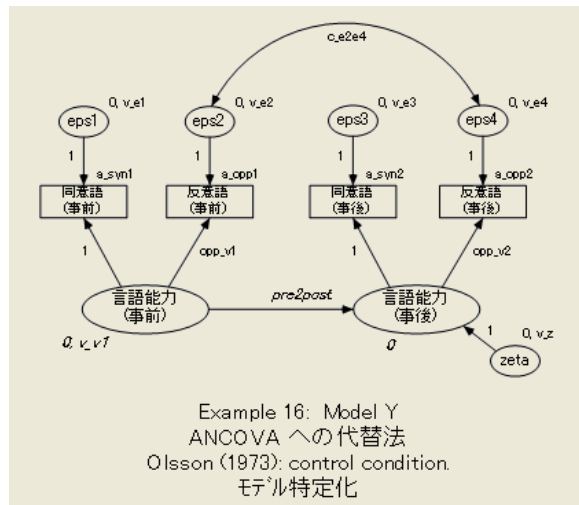 c_e2e4
0, v_e1
0, v_e2
0, v_e3
0, v_e4
eps1
eps2
eps3
eps4
1
1
1
1
a_syn1
a_opp1
a_syn2
a_opp2
同意語
(事前)
反意語
(事前)
同意語
(事後)
反意語
(事後)
1
opp_v1
1
opp_v2
言語能力
(事前)
pre2post
言語能力
(事後)
0, v_v1
0
1
0, v_z
zeta
Example 16: Model Y
ANCOVA への代替法
Olsson (1973): control condition.
モデル特定化